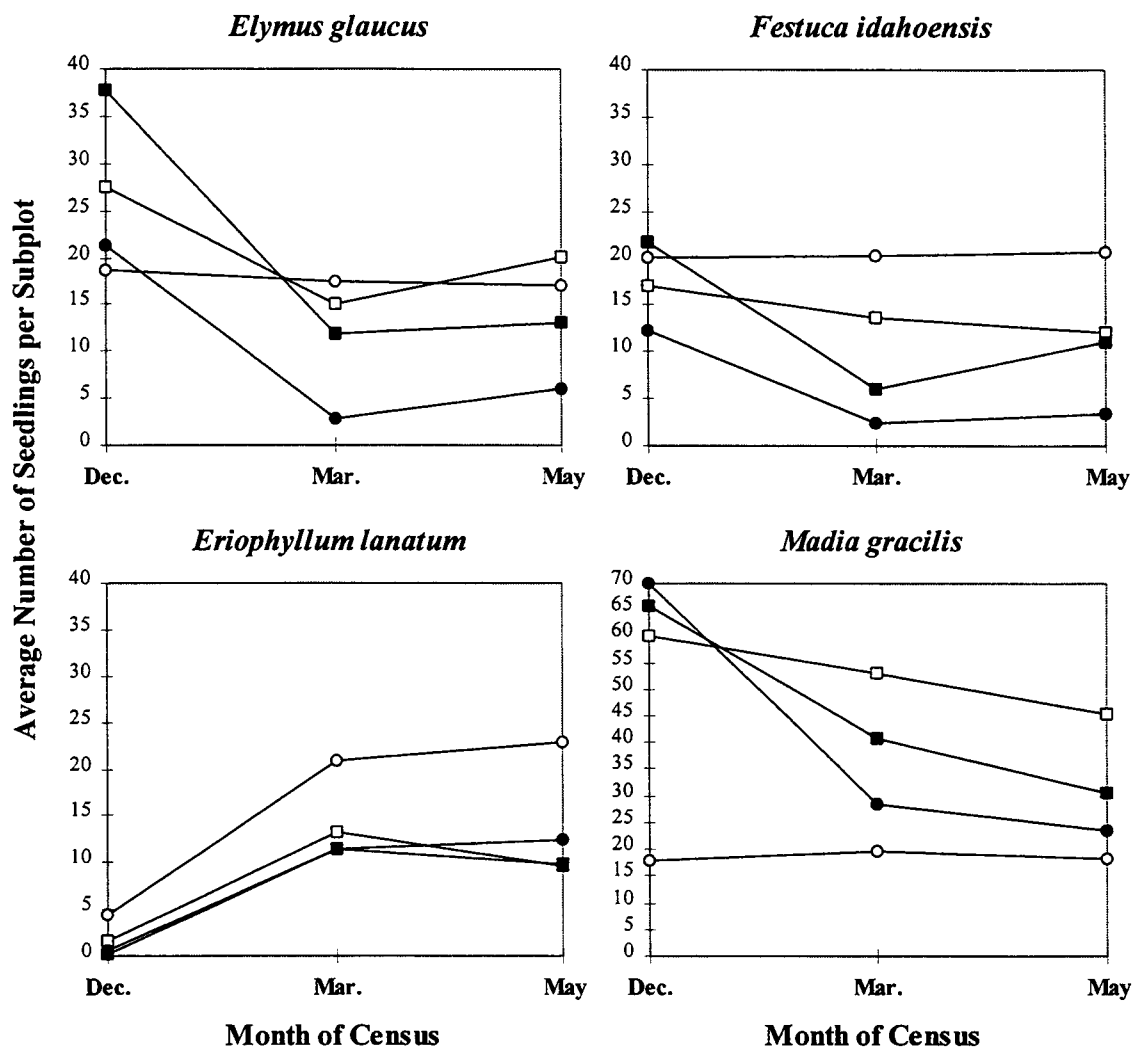 Elymus glaucus
Festuca idahoensis
Average Number of Seedlings per Subplot
40
35
30
25
20
15
10
5
0
Dec.
Mar.
May
40
35
30
25
20
15
10
5
0
Dec.
Mar.
May
Eriophyllum lanatum
Madia gracilis
40
35
30
25
20
15
10
5
0
Dec.
Mar.
May
Month of Census
70
65
60
55
50
45
40
35
30
25
20
15
10
5
0
Dec.
Mar.
May
Month of Census